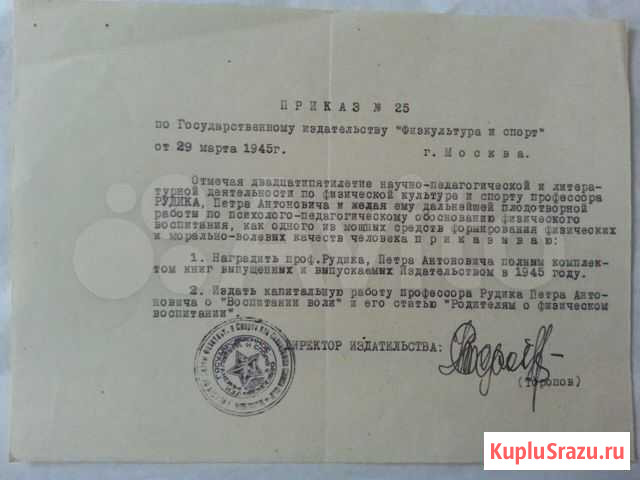 ПРИКАЗ № 25
по Государственному издательству "Физкультура и спорт"
от 29 марта 1945г. г. Москва.
Отмечая двадцатипятилетие научно-педагогической и литера-
турной деятельности по физической культуре и спорту профессора
РУДИКА, Петра Антоновича и желая ему дальнейшей плодотворной
работы по психолого-педагогическому обоснованию физического
воспитания, как одного из мощных средств формирования физических
и морально-волевых качеств человека приказываю:
1. Наградить проф.Рудика, Петра Антоновича полным комплек-
том книг выпущенных и выпускаемых Издательством в 1945 году.
2. Издать капитальную работу профессора Рудика Петра Анто-
новича о "Воспитании воли" и его статью "Родителям о физическом
воспитании".
ДИРЕКТОР ИЗДАТЕЛЬСТВА:
(Торопов)
KupluSrazu.ru